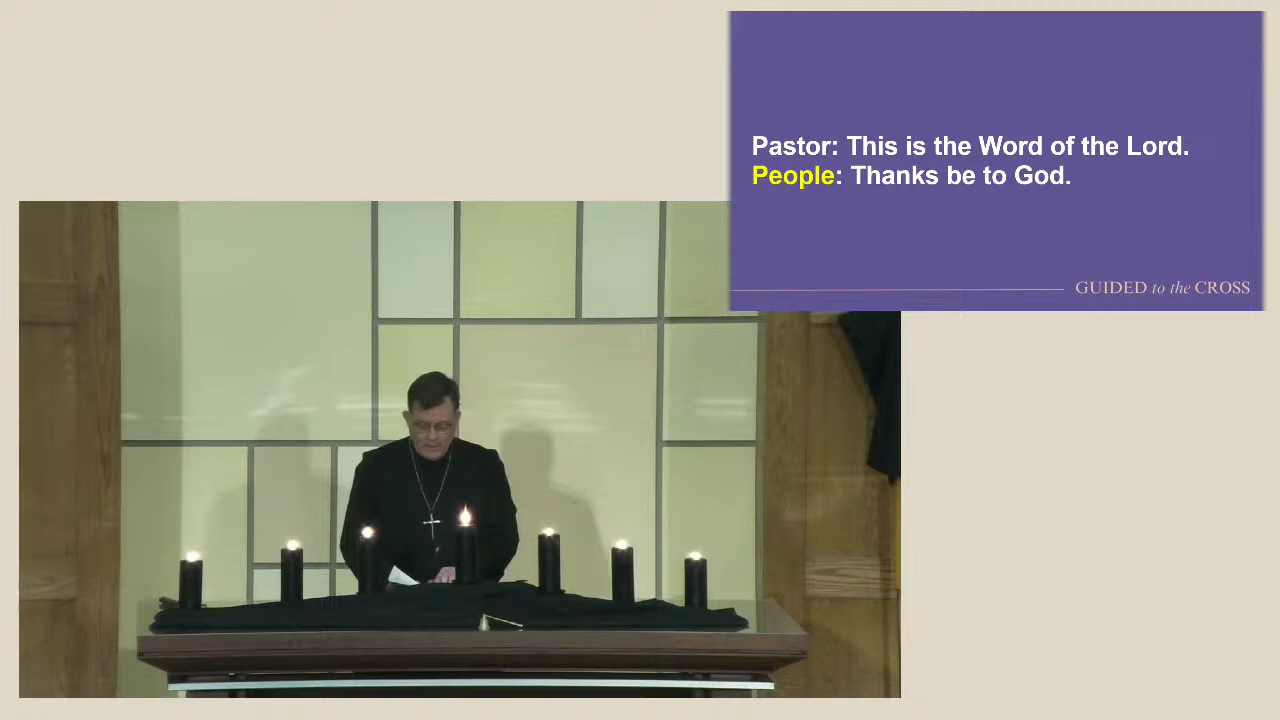 Pastor: This is the Word of the Lord.
People: Thanks be to God.
GUIDED to the CROSS